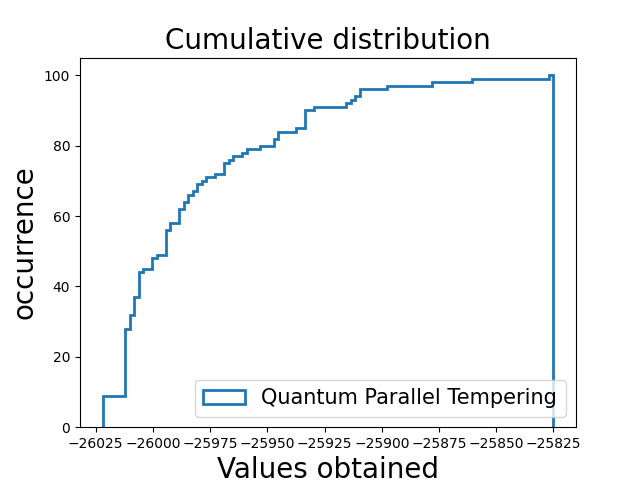 Cumulative distribution
100
80
60
40
20
0
occurrence
Quantum Parallel Tempering
−26025 −26000 −25975 −25950 −25925 −25900 −25875 −25850 −25825
Values obtained